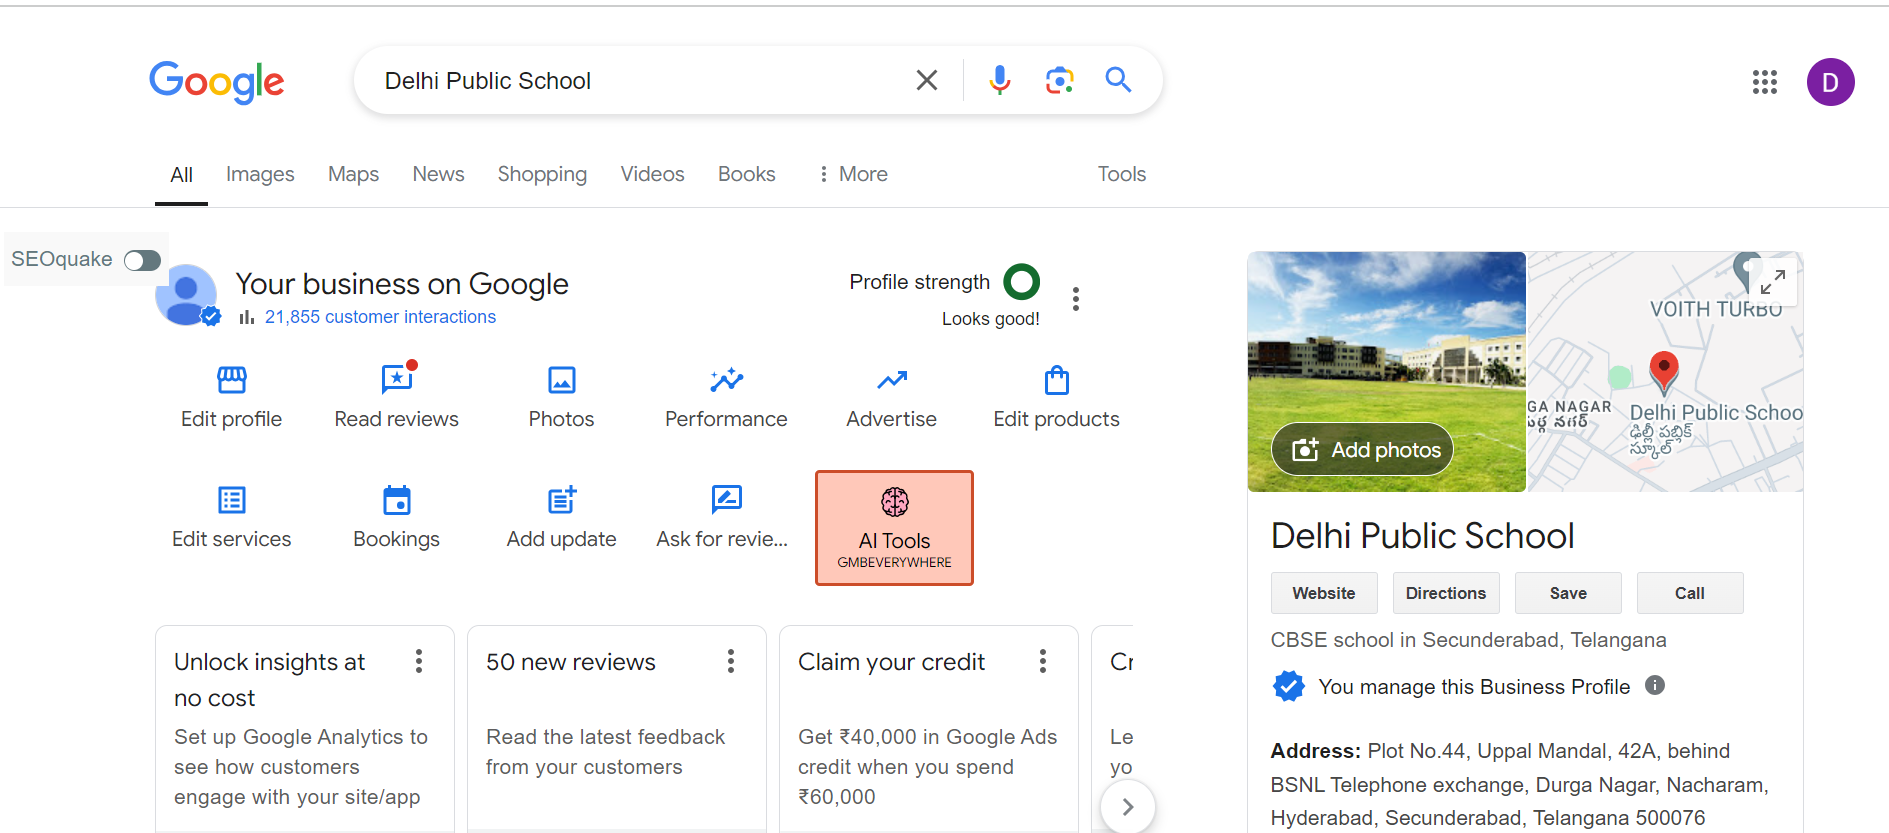 Google
Delhi Public School
D
All Images Maps News Shopping Videos Books More Tools
SEOquake
Your business on Google
21,855 customer interactions
Profile strength
Looks good!
Edit profile Read reviews Photos Performance Advertise Edit products
Edit services Bookings Add update Ask for revie... AI Tools
GMBEVERYWHERE
Unlock insights at
no cost
Set up Google Analytics to
see how customers
engage with your site/app
50 new reviews
Read the latest feedback
from your customers
Claim your credit
Get ₹40,000 in Google Ads
credit when you spend
₹60,000
Cr
Le
yo
Add photos
VOITH TURBO
GA NAGAR
నగర్
Delhi Public Schoo
ఢిల్లీ పబ్లిక్
స్కూల్
Delhi Public School
Website Directions Save Call
CBSE school in Secunderabad, Telangana
You manage this Business Profile
Address: Plot No.44, Uppal Mandal, 42A, behind
BSNL Telephone exchange, Durga Nagar, Nacharam,
Hyderabad, Secunderabad, Telangana 500076